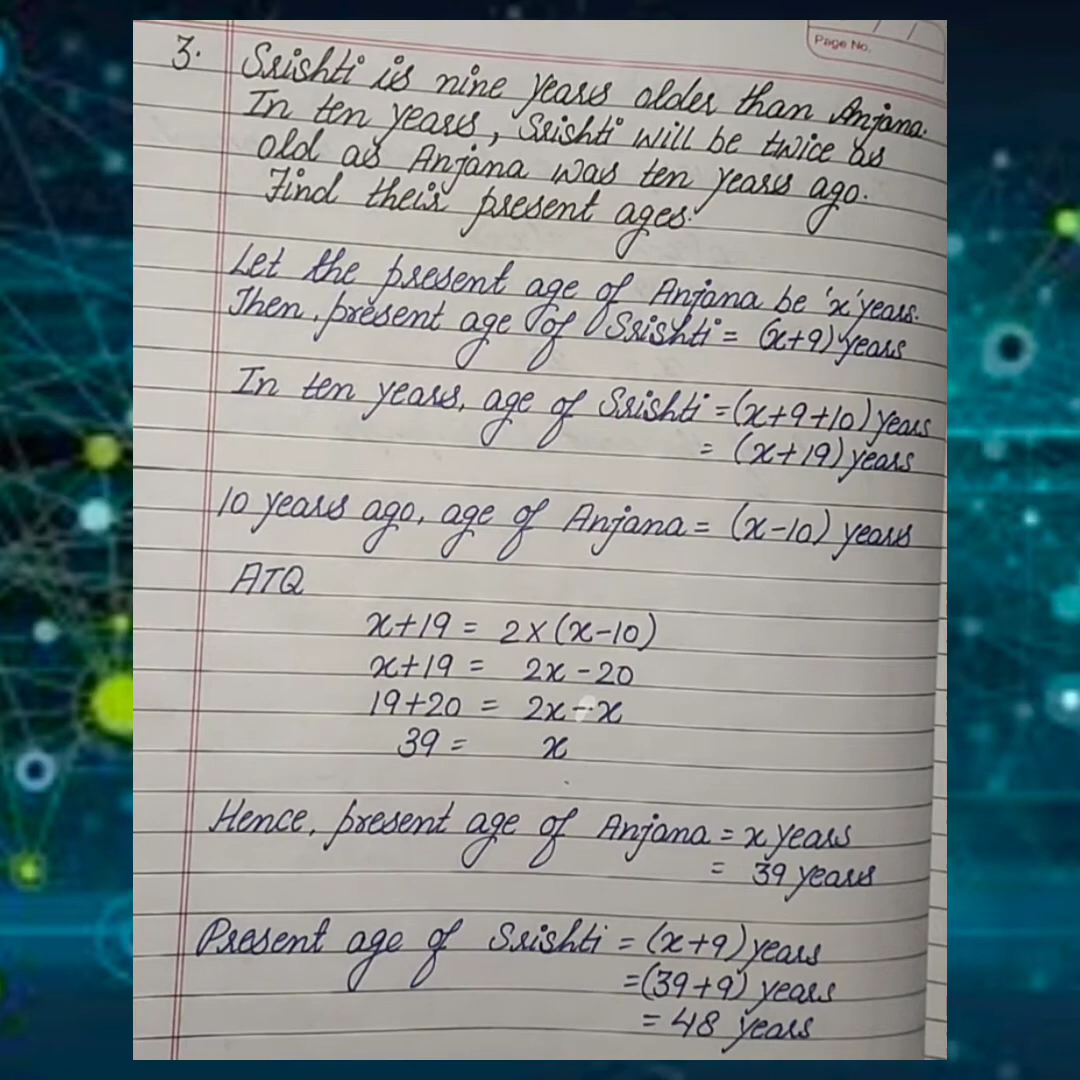 Page No.
3. Srishti is nine years older than Anjana.
In ten years, Srishti will be twice as
old as Anjana was ten years ago.
Find their present ages.
Let the present age of Anjana be 'x' years.
Then, present age of Srishti = (x+9) years
In ten years, age of Srishti = (x+9+10) years
= (x+19) years
10 years ago, age of Anjana = (x-10) years
ATQ
x+19 = 2×(x-10)
x+19 = 2x-20
19+20 = 2x-x
39 = x
Hence, present age of Anjana = x years
= 39 years
Present age of Srishti = (x+9) years
=(39+9) years
= 48 years